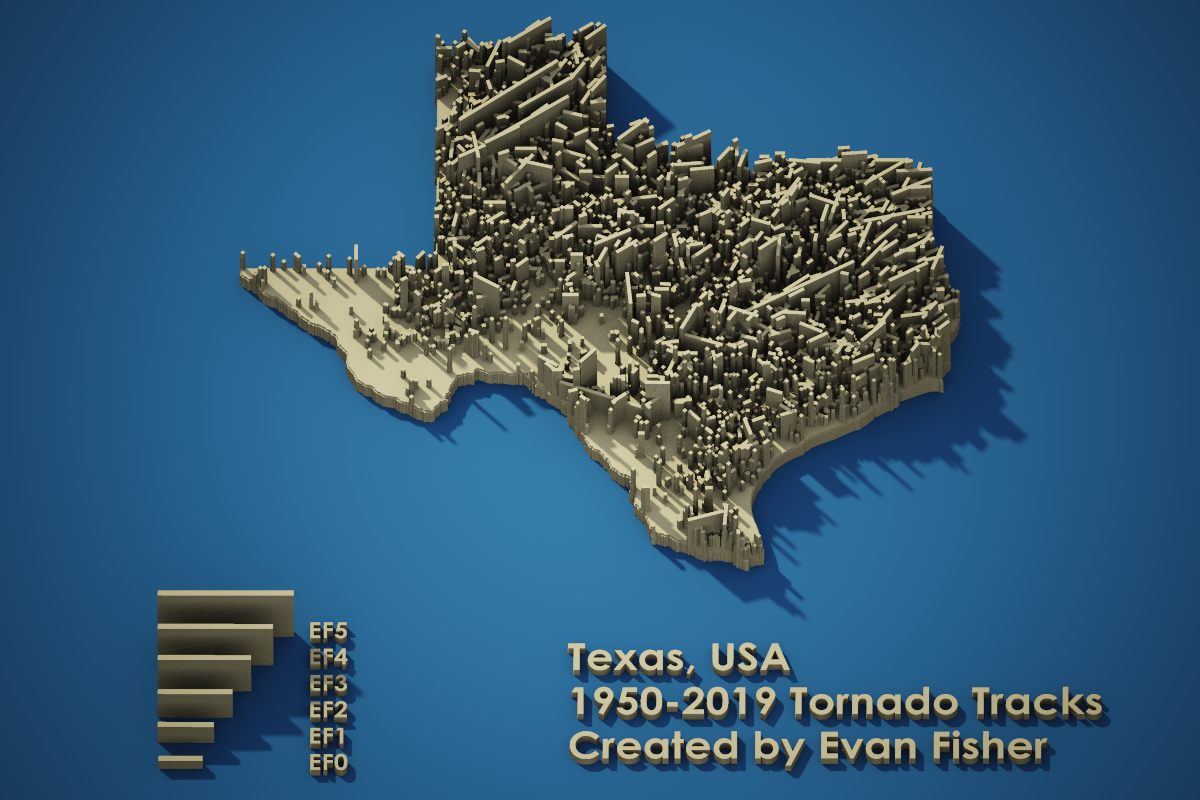 EF5
EF4
EF3
EF2
EF1
EF0
Texas, USA
1950-2019 Tornado Tracks
Created by Evan Fisher